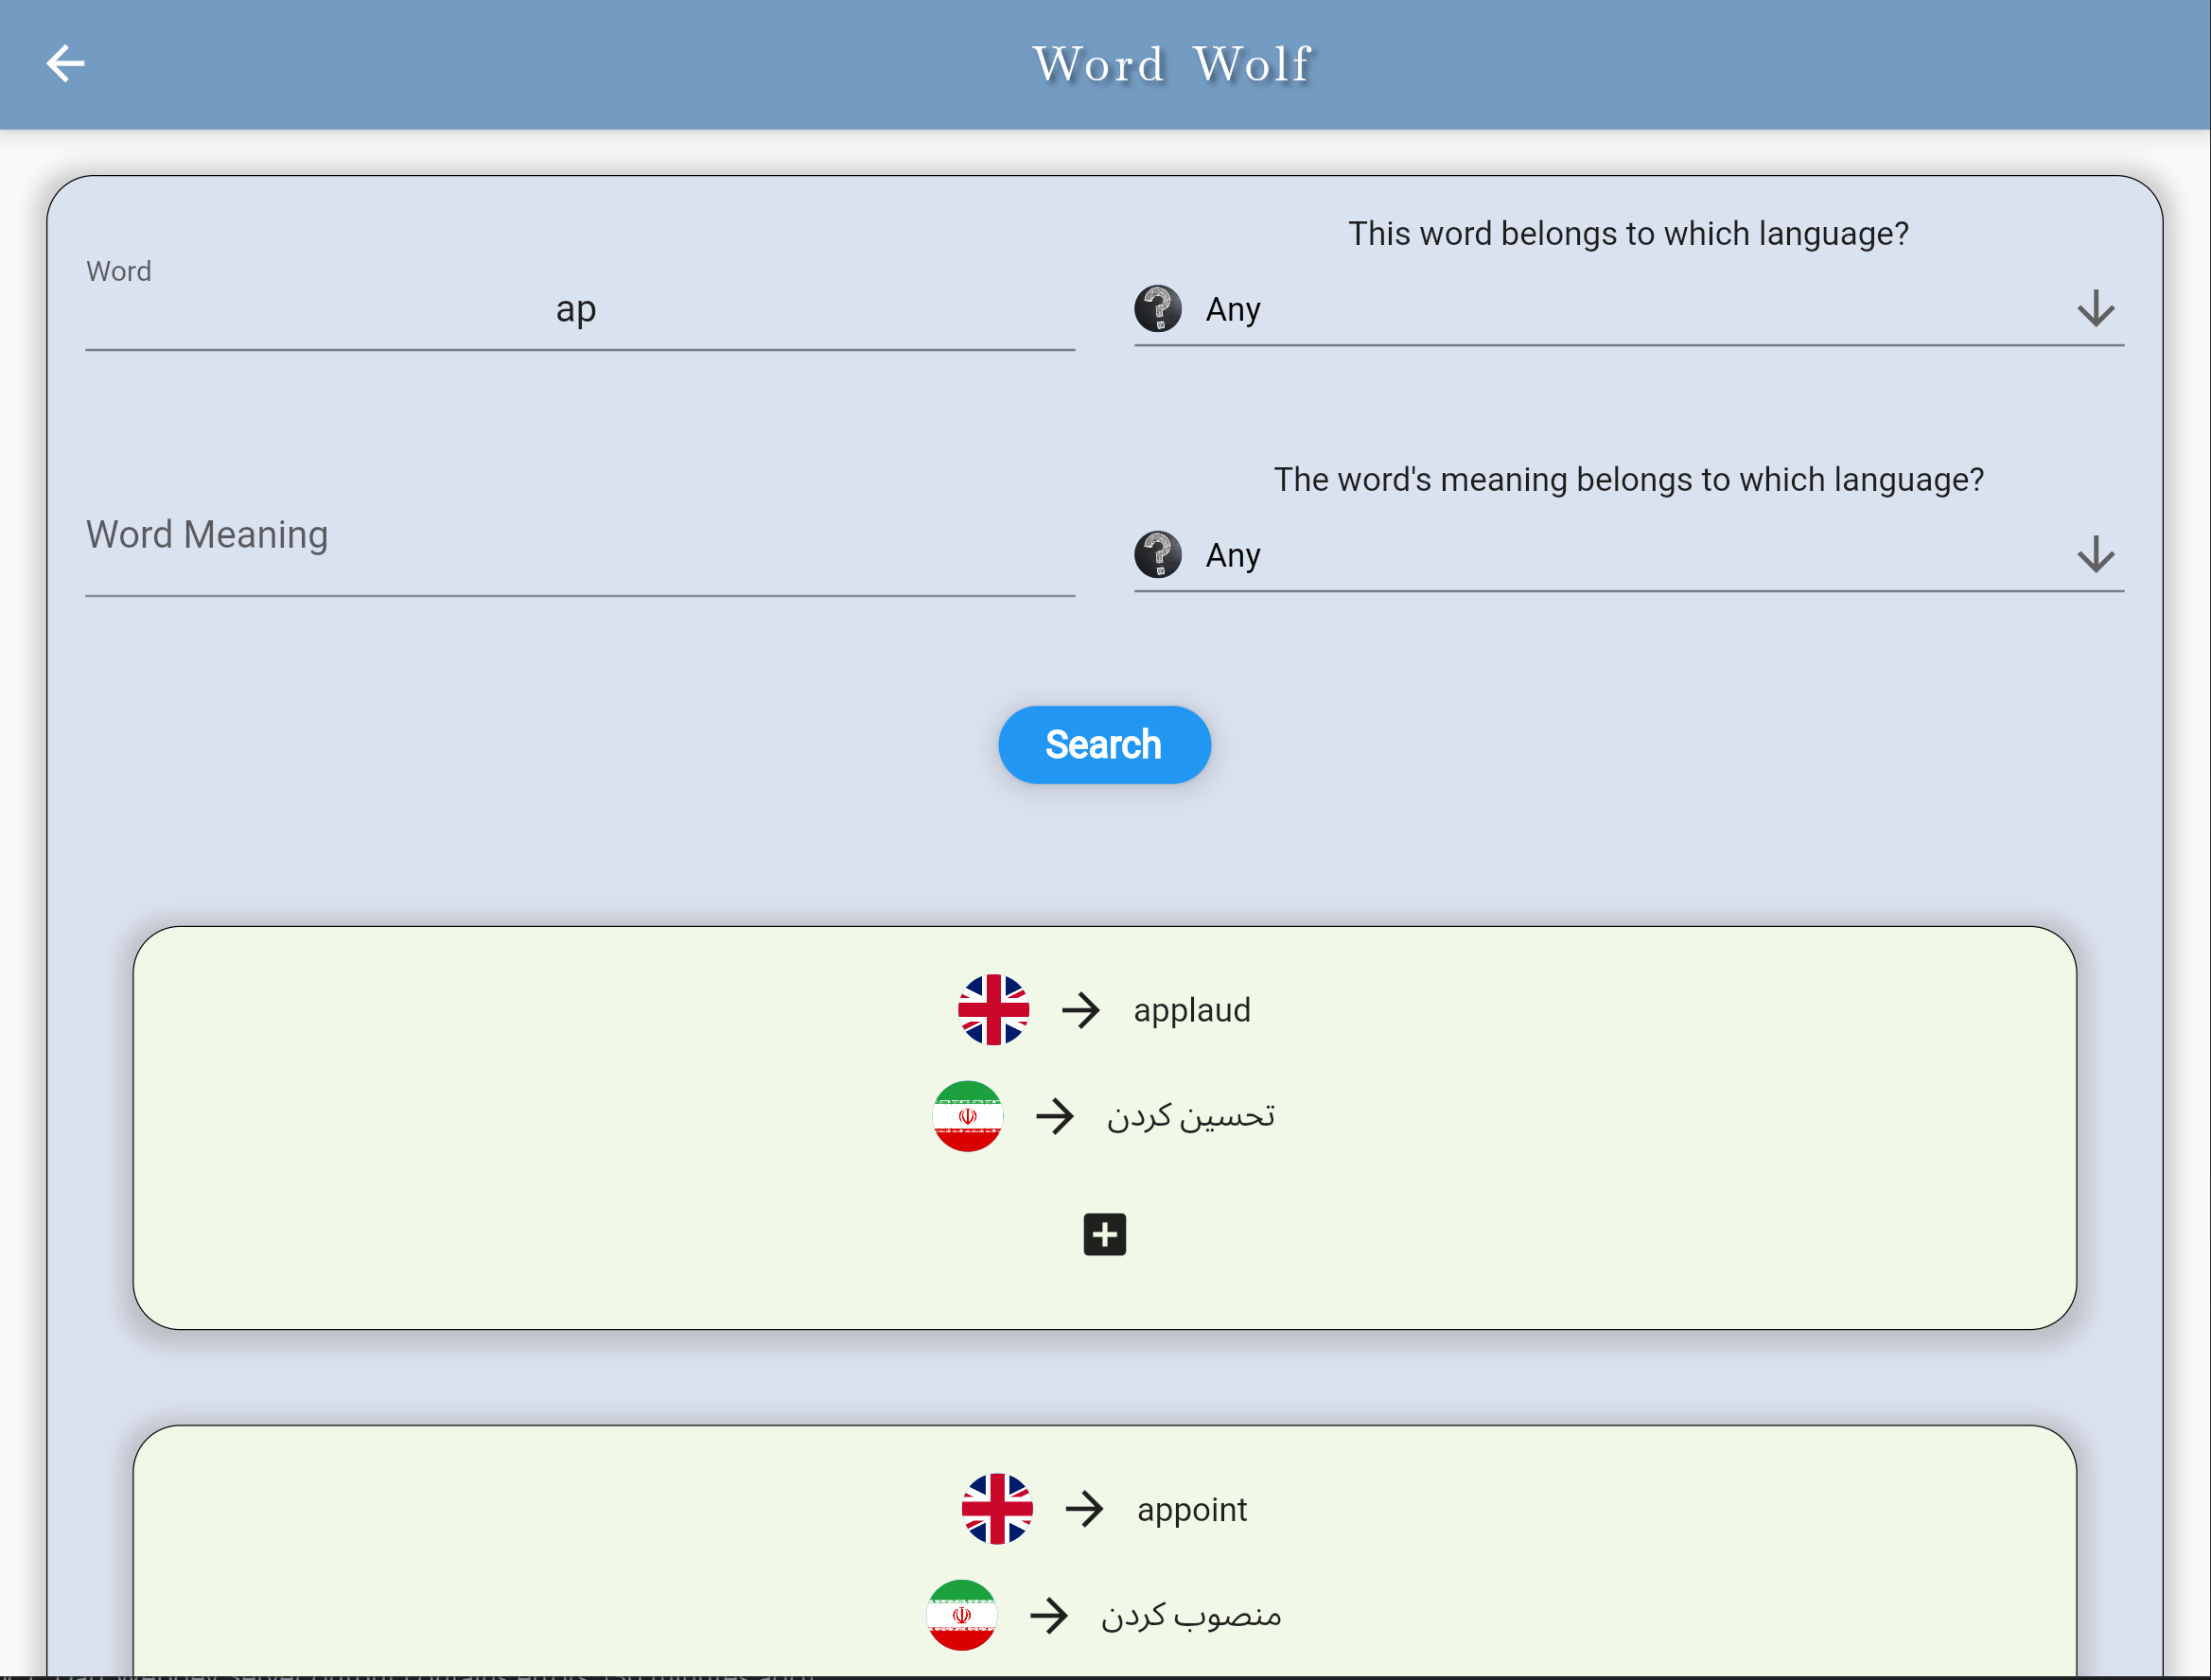 Word Wolf
This word belongs to which language?
Word
ap
Any
The word's meaning belongs to which language?
Word Meaning
Any
Search
applaud
تحسین کردن
appoint
منصوب کردن